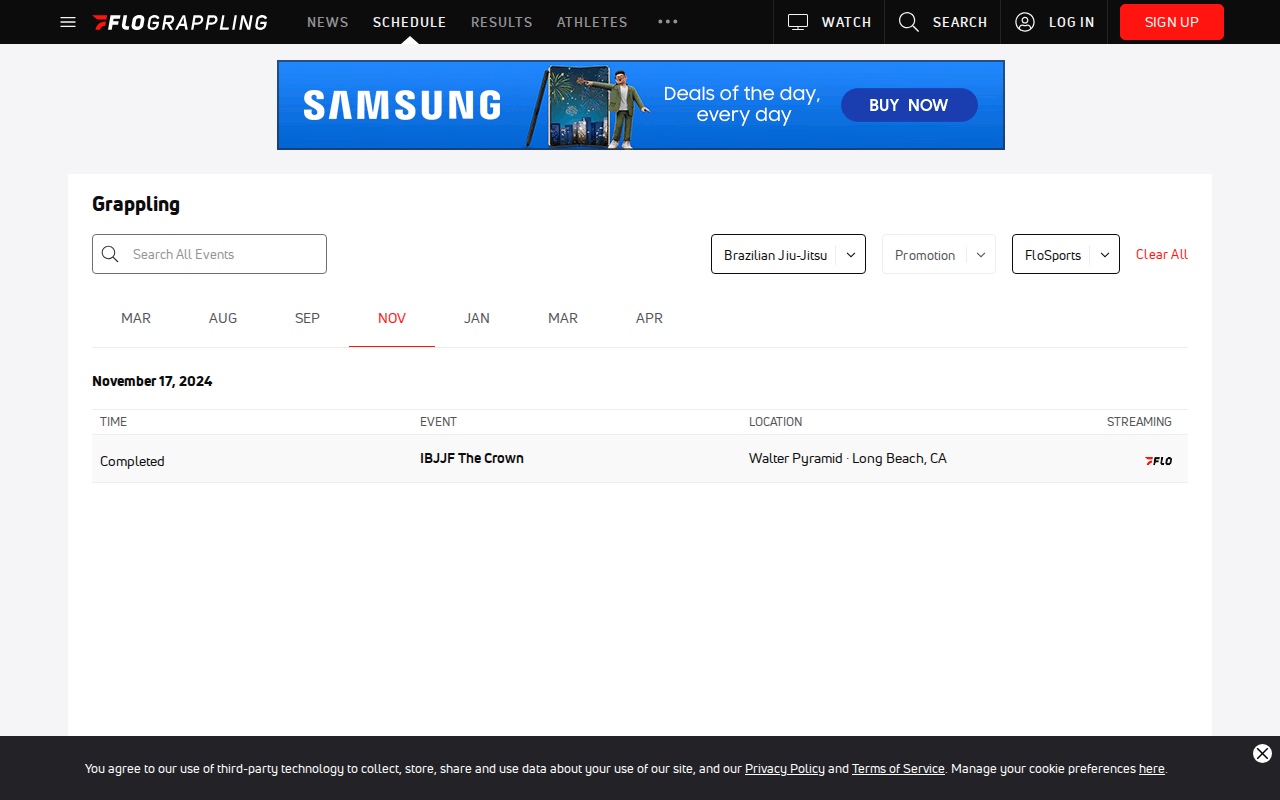 FLOGRAPPLING NEWS SCHEDULE RESULTS ATHLETES WATCH SEARCH LOG IN SIGN UP
SAMSUNG Deals of the day, every day BUY NOW
Grappling
Search All Events Brazilian Jiu-Jitsu Promotion FloSports Clear All
MAR AUG SEP NOV JAN MAR APR
November 17, 2024
TIME EVENT LOCATION STREAMING
Completed IBJJF The Crown Walter Pyramid · Long Beach, CA FLO
You agree to our use of third-party technology to collect, store, share and use data about your use of our site, and our Privacy Policy and Terms of Service. Manage your cookie preferences here.